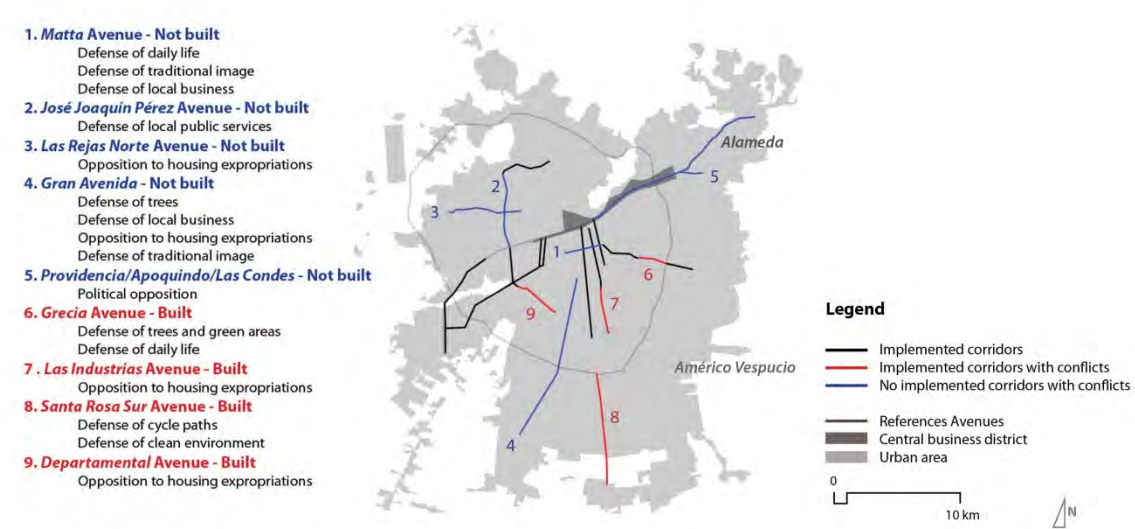 1. Matta Avenue - Not built
Defense of daily life
Defense of traditional image
Defense of local business
2. José Joaquín Pérez Avenue - Not built
Defense of local public services
3. Las Rejas Norte Avenue - Not built
Opposition to housing expropriations
4. Gran Avenida - Not built
Defense of trees
Defense of local business
Opposition to housing expropriations
Defense of traditional image
5. Providencia/Apoquindo/Las Condes - Not built
Political opposition
6. Grecia Avenue - Built
Defense of trees and green areas
Defense of daily life
7 . Las Industrias Avenue - Built
Opposition to housing expropriations
8. Santa Rosa Sur Avenue - Built
Defense of cycle paths
Defense of clean environment
9. Departamental Avenue - Built
Opposition to housing expropriations
Alameda
5
2
3
1
6
7
9
Américo Vespucio
8
4
Legend
Implemented corridors
Implemented corridors with conflicts
No implemented corridors with conflicts
References Avenues
Central business district
Urban area
0
10 km
N